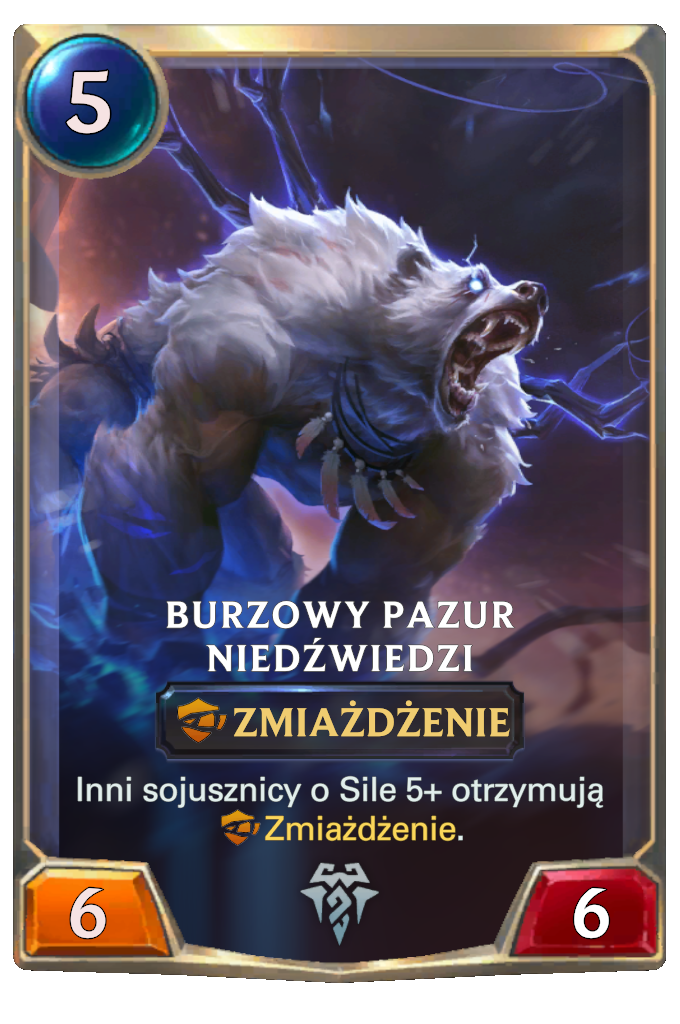 5
BURZOWY PAZUR
NIEDŹWIEDZI
ZMIAŻDŻENIE
Inni sojusznicy o Sile 5+ otrzymują
Zmiażdżenie.
6 6